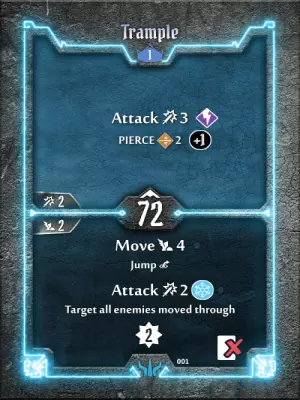 Trample
1
Attack 3
PIERCE 2 +1
2
72
2
Move 4
Jump
Attack 2
Target all enemies moved through
2
001